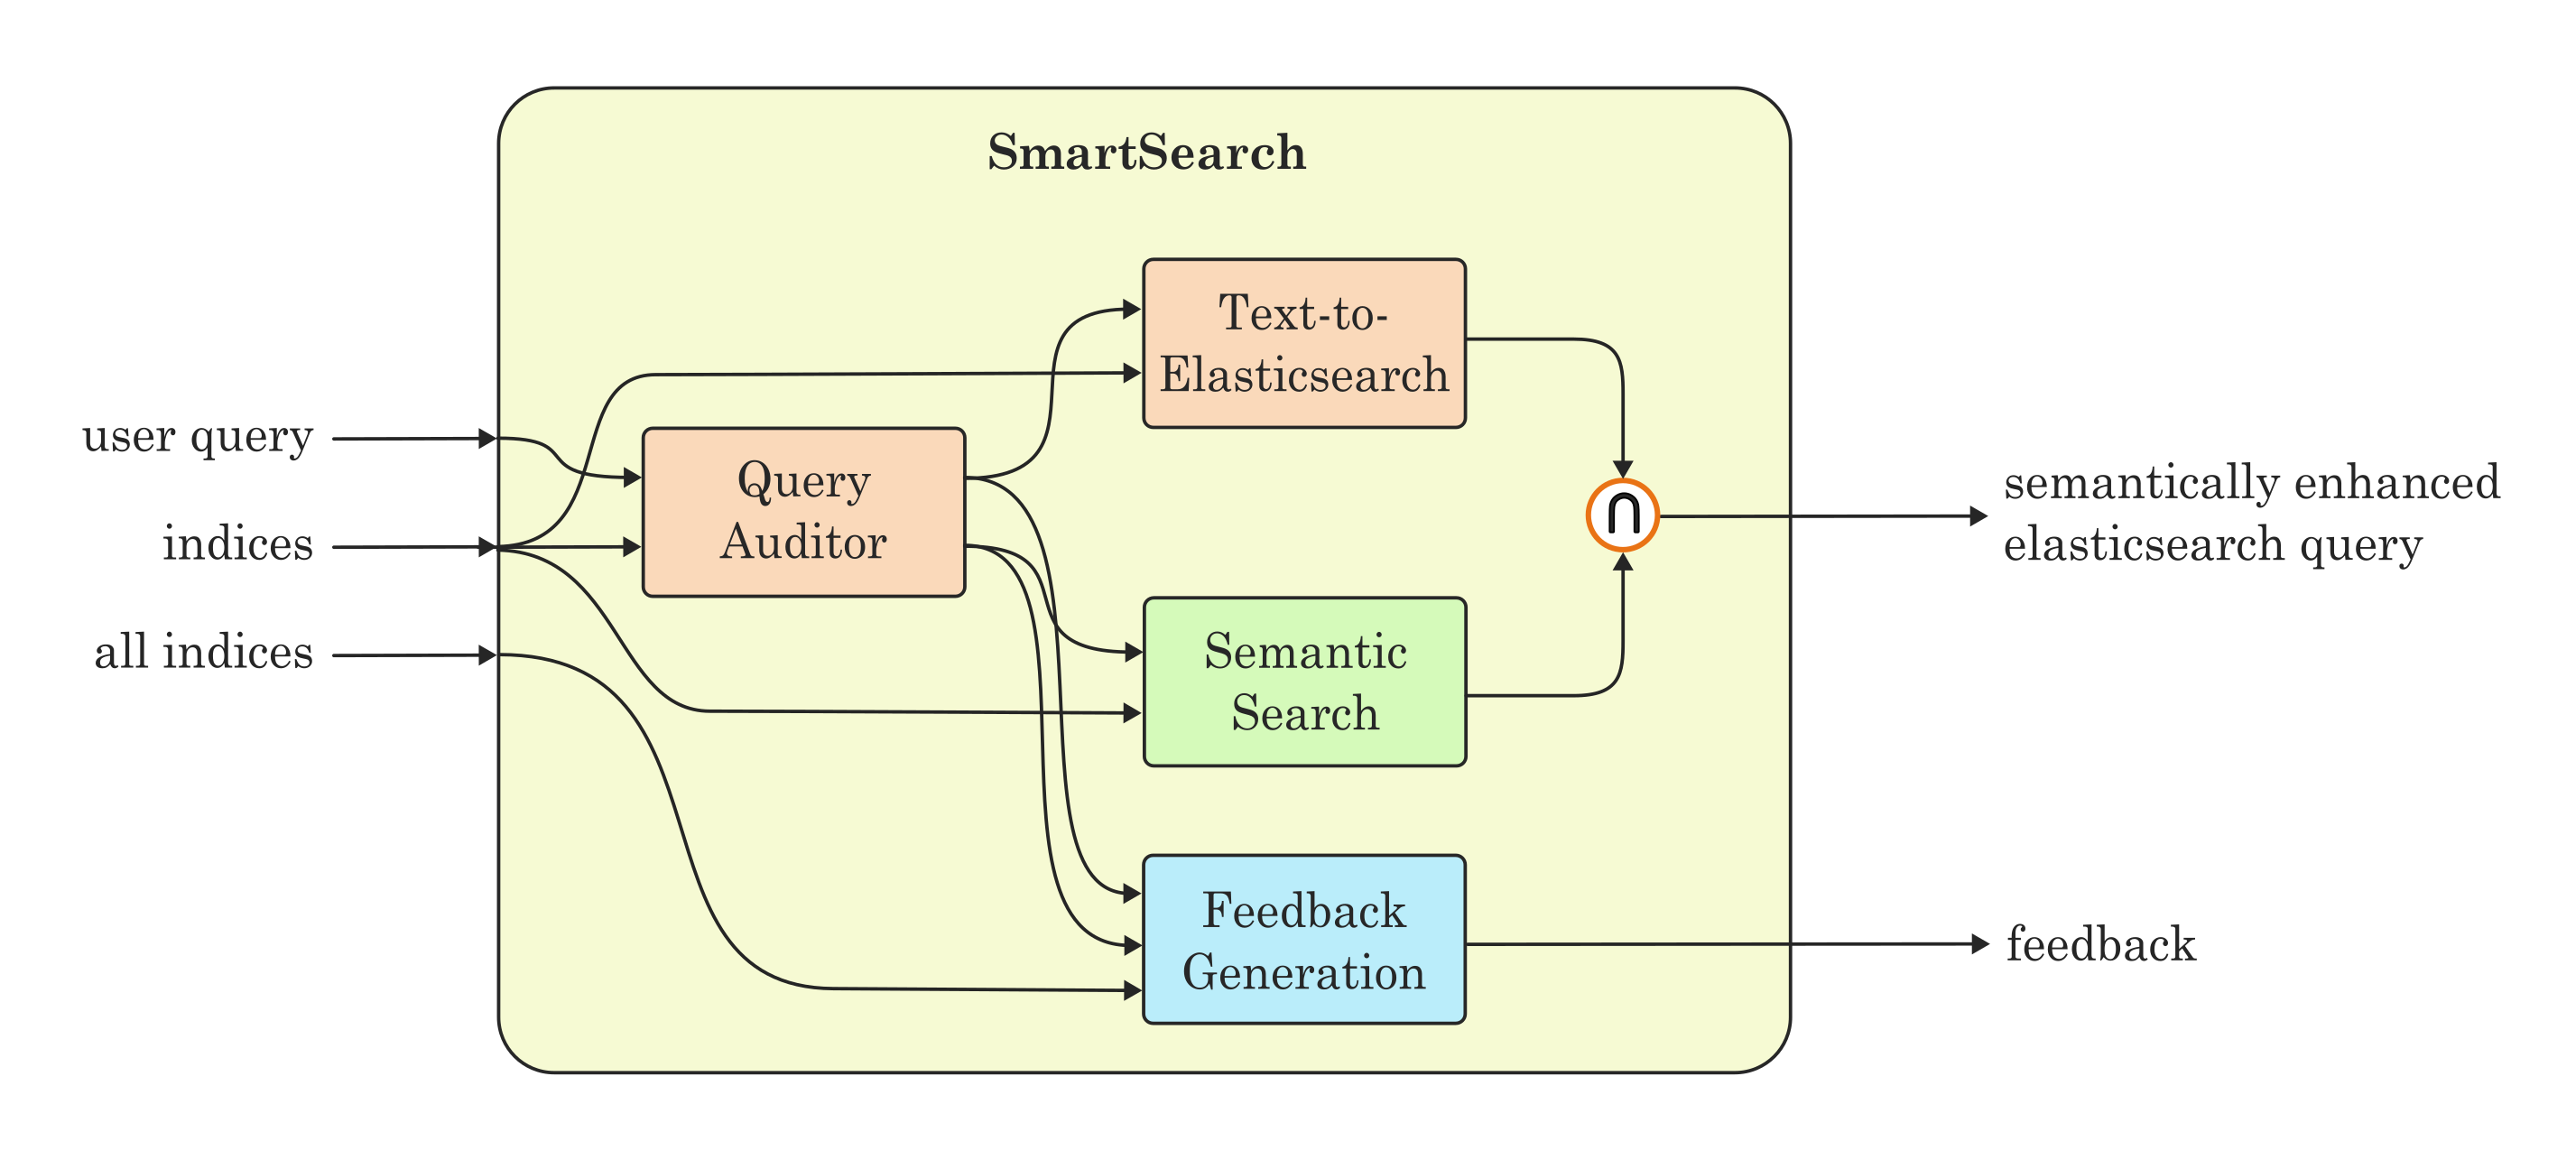 SmartSearch
Text-to-
Elasticsearch
user query
Query
Auditor
indices
all indices
∩
semantically enhanced
elasticsearch query
Semantic
Search
Feedback
Generation
feedback